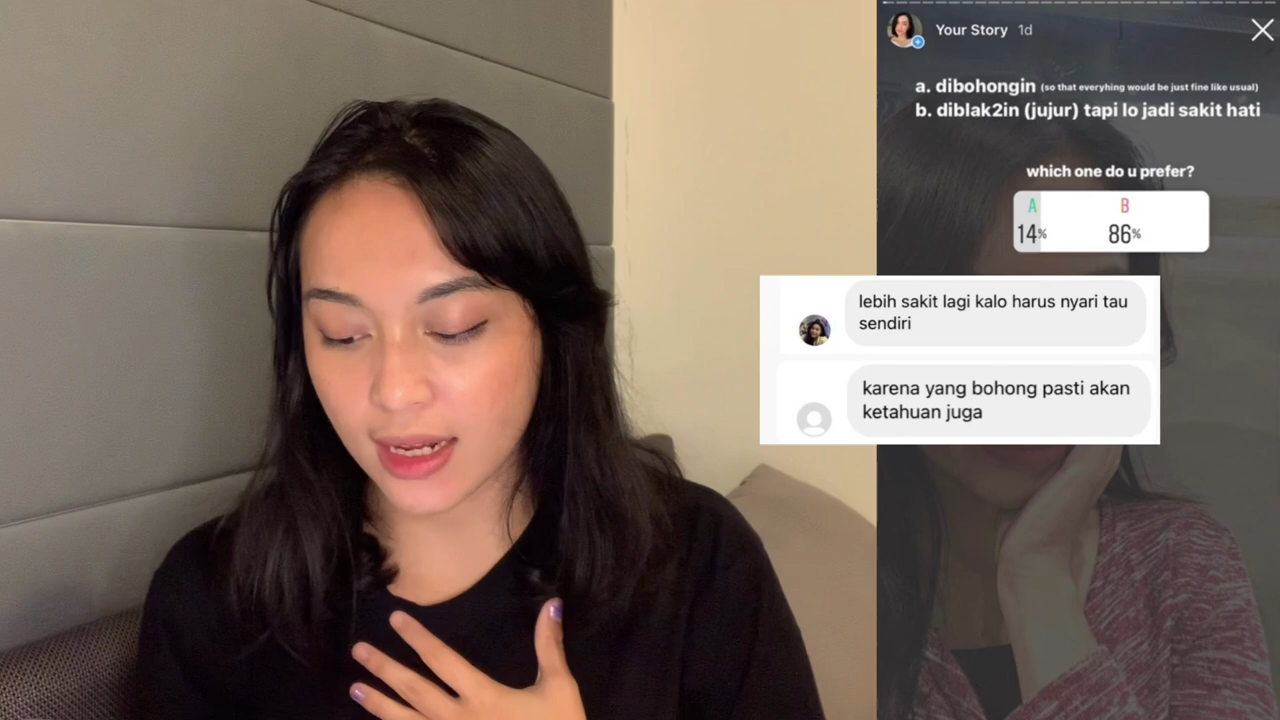 Your Story 1d
a. dibohongin (so that everyhing would be just fine like usual)
b. diblak2in (jujur) tapi lo jadi sakit hati
which one do u prefer?
A B
14% 86%
lebih sakit lagi kalo harus nyari tau
sendiri
karena yang bohong pasti akan
ketahuan juga